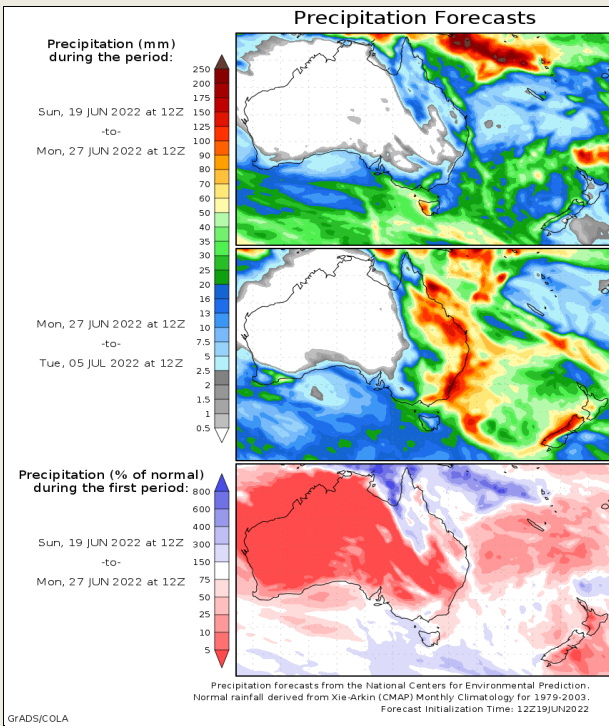 Precipitation Forecasts
Precipitation (mm)
during the period:
Sun, 19 JUN 2022 at 12Z
-to-
Mon, 27 JUN 2022 at 12Z
250
200
175
150
125
100
90
80
70
60
50
40
35
30
25
20
16
13
10
7.5
5
2.5
2
1.5
1
0.5
Mon, 27 JUN 2022 at 12Z
-to-
Tue, 05 JUL 2022 at 12Z
Precipitation (% of normal)
during the first period:
Sun, 19 JUN 2022 at 12Z
-to-
Mon, 27 JUN 2022 at 12Z
800
600
400
300
150
75
50
25
10
5
Precipitation forecasts from the National Centers for Environmental Prediction.
Normal rainfall derived from Xie-Arkin (CMAP) Monthly Climatology for 1979-2003.
Forecast Initialization Time: 12Z19JUN2022
GrADS/COLA